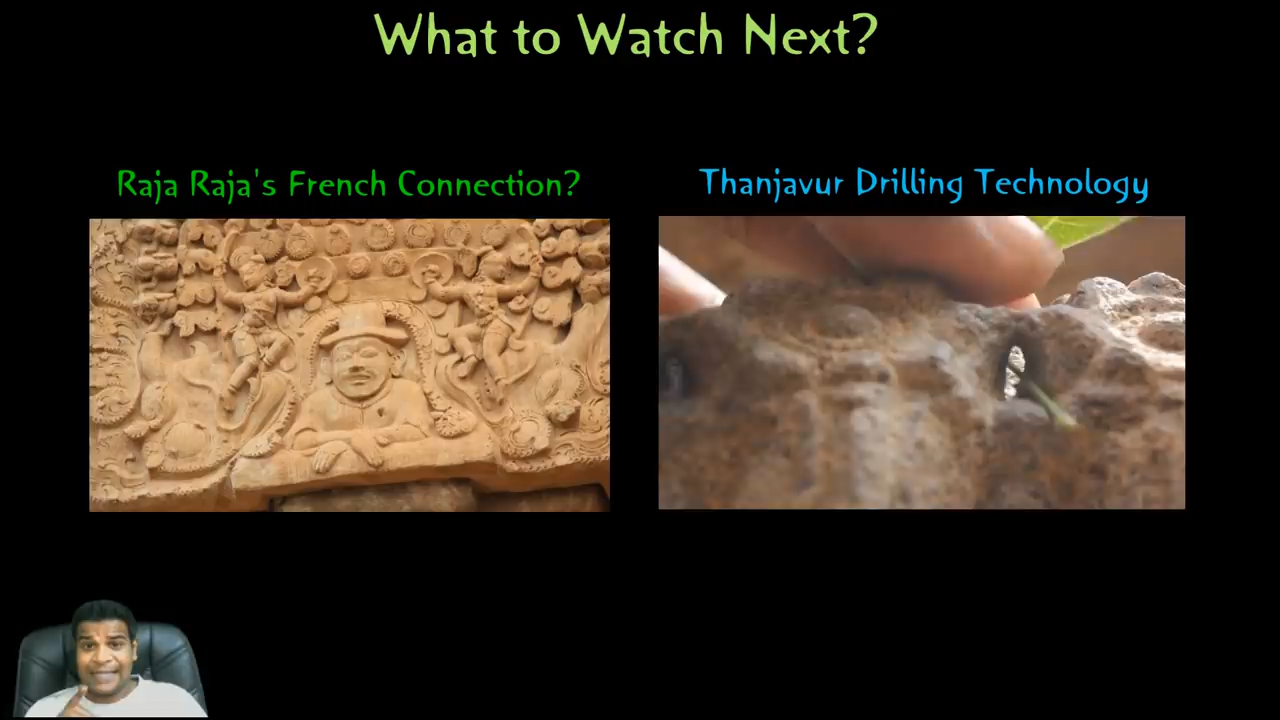 What to Watch Next?
Raja Raja's French Connection?
Thanjavur Drilling Technology